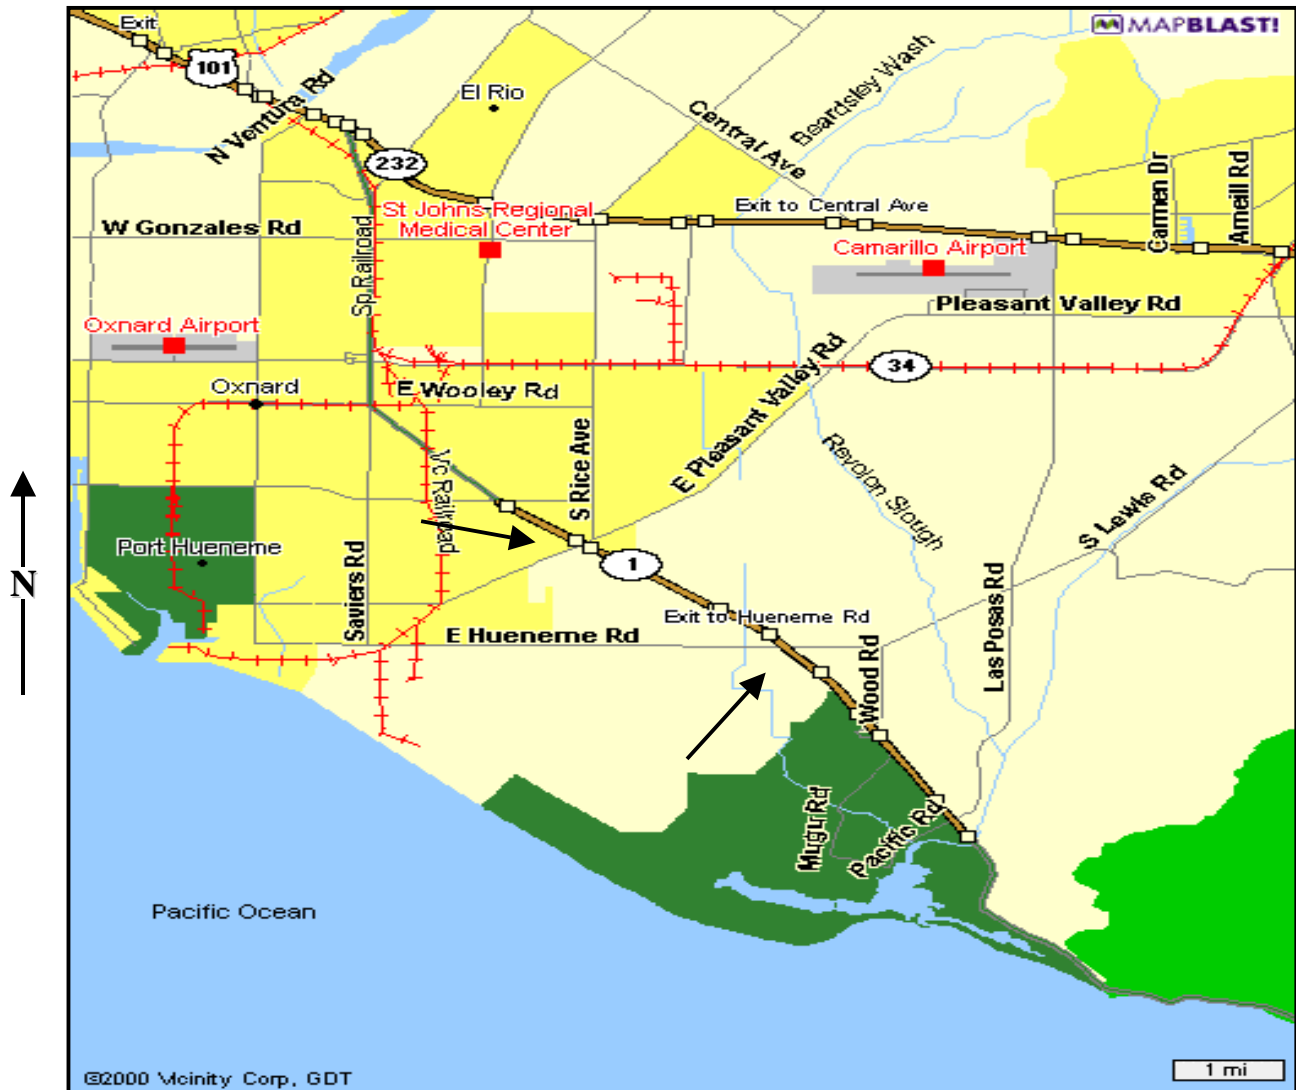 MAPBLAST!
Exit
101
N Ventura Rd
El Rio
Central Ave
Beardsley Wash
232
Exit to Central Ave
Carmen Dr
Arneill Rd
St Johns Regional
Medical Center
W Gonzales Rd
Sp Railroad
Camarillo Airport
Pleasant Valley Rd
Oxnard Airport
34
Oxnard
E Wooley Rd
E Pleasant Valley Rd
S Rice Ave
Vc Railroad
Revolon Slough
S Lewis Rd
N
Port Hueneme
Saviers Rd
1
Exit to Hueneme Rd
E Hueneme Rd
Wood Rd
Las Posas Rd
Mugu Rd
Pacific Rd
Pacific Ocean
©2000 Vicinity Corp, GDT
1 mi